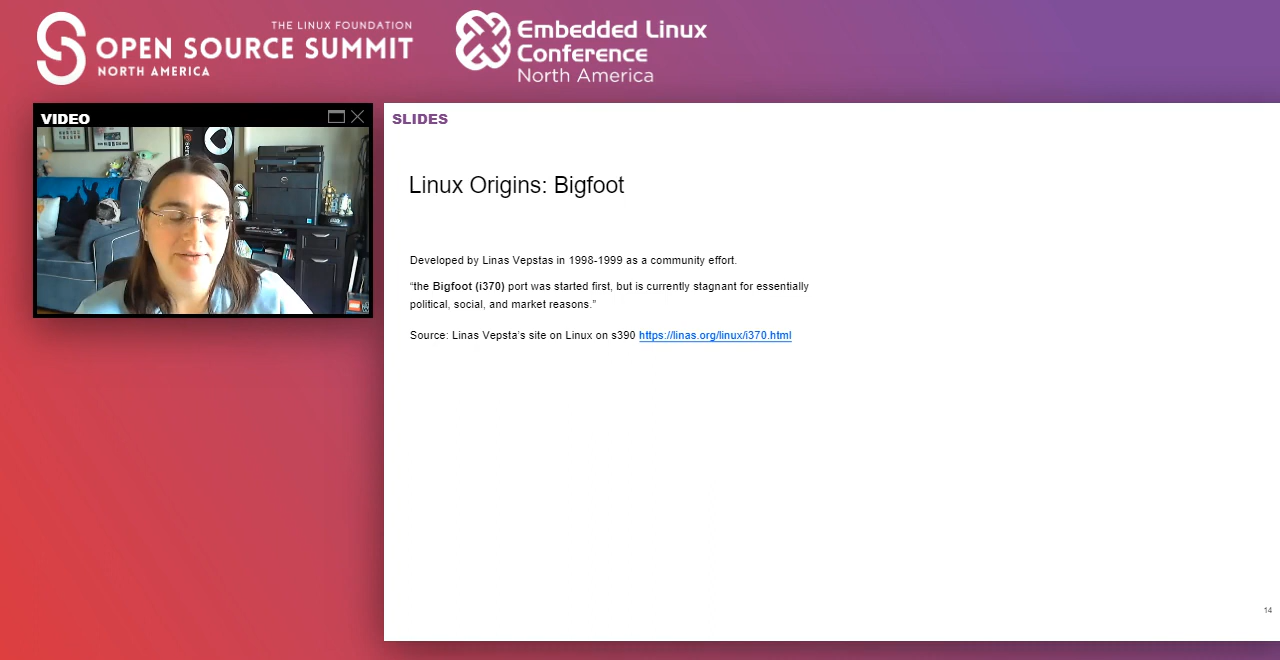 THE LINUX FOUNDATION
OPEN SOURCE SUMMIT
NORTH AMERICA
Embedded Linux
Conference
North America
VIDEO
SLIDES
Linux Origins: Bigfoot
Developed by Linas Vepstas in 1998-1999 as a community effort.
“the Bigfoot (i370) port was started first, but is currently stagnant for essentially
political, social, and market reasons.”
Source: Linas Vepsta’s site on Linux on s390 https://linas.org/linux/i370.html
14